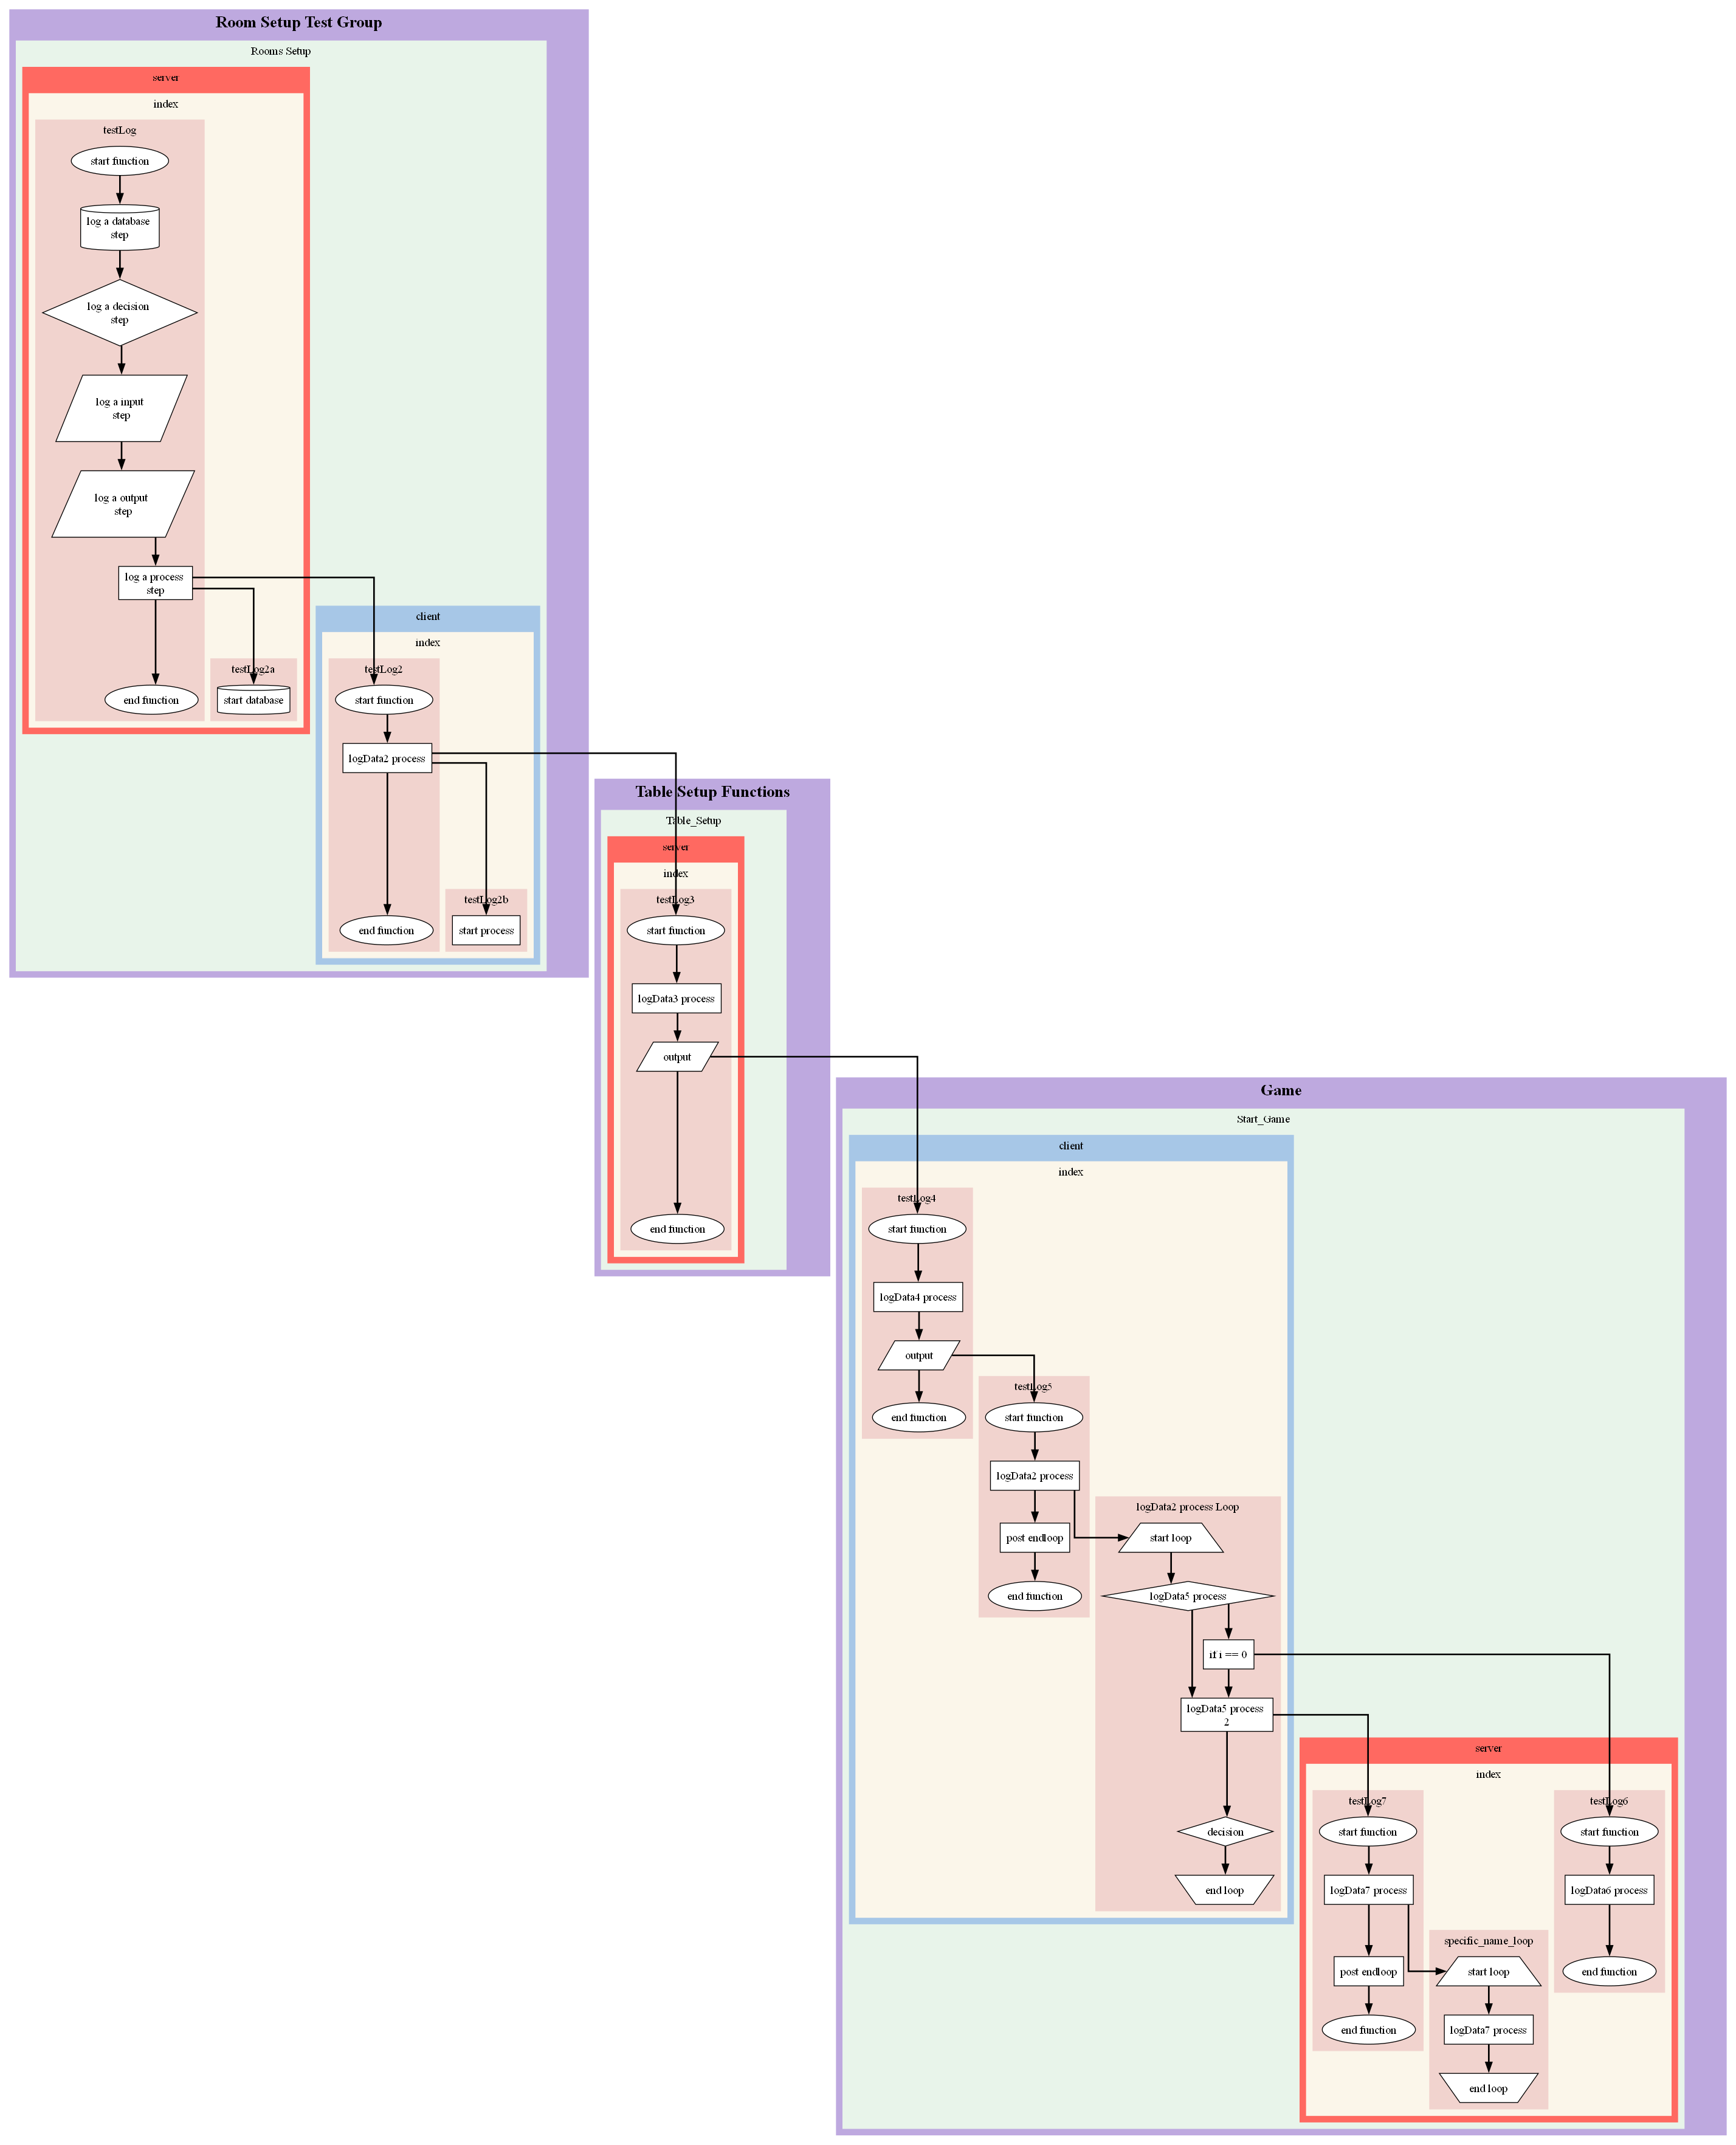 Room Setup Test Group
Rooms Setup
server
index
testLog
start function
log a database
step
log a decision
step
log a input
step
log a output
step
log a process
step
end function
testLog2a
start database
client
index
testLog2
start function
logData2 process
end function
testLog2b
start process
Table Setup Functions
Table_Setup
server
index
testLog3
start function
logData3 process
output
end function
Game
Start_Game
client
index
testLog4
start function
logData4 process
output
end function
testLog5
start function
logData2 process
post endloop
end function
logData2 process Loop
start loop
logData5 process
if i == 0
logData5 process
2
decision
end loop
server
index
testLog7
start function
logData7 process
post endloop
end function
specific_name_loop
start loop
logData7 process
end loop
testLog6
start function
logData6 process
end function